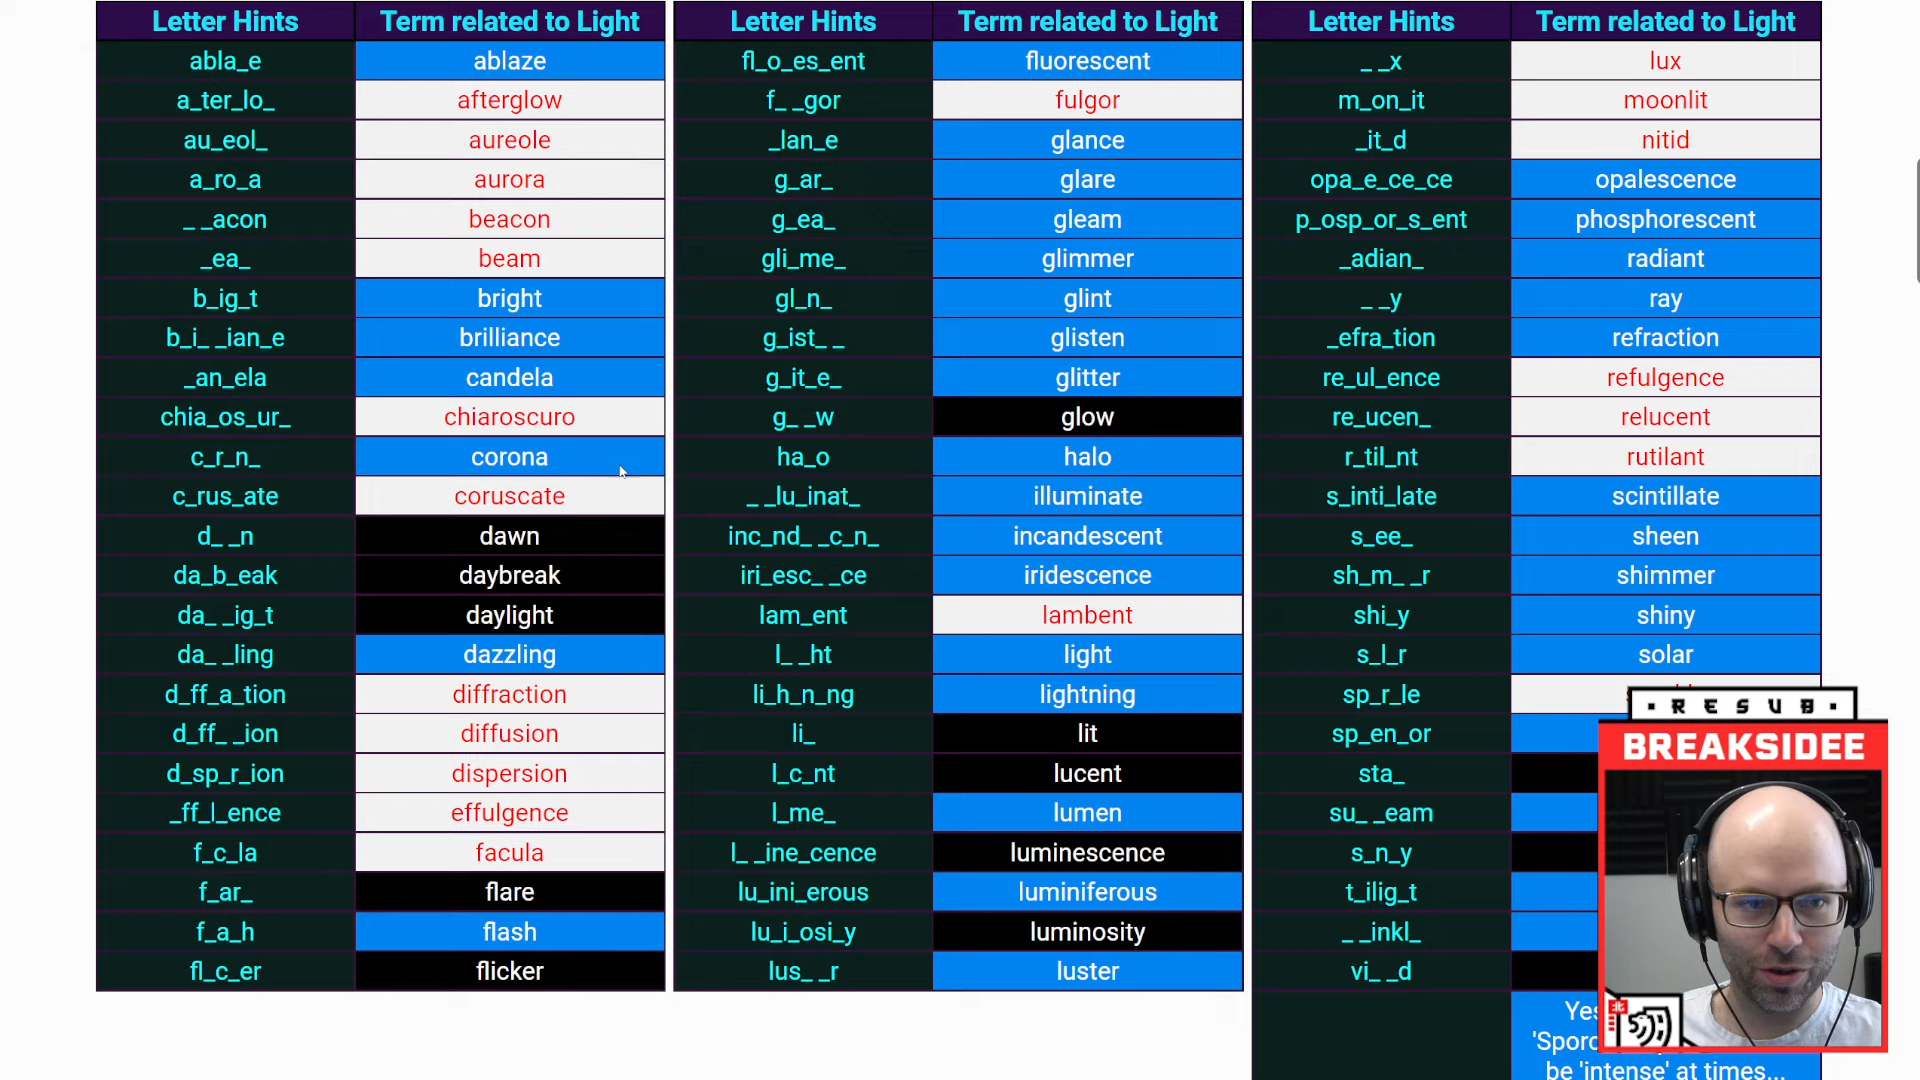 Letter Hints Term related to Light
abla_e ablaze
a_ter_lo_ afterglow
au_eol_ aureole
a_ro_a aurora
_ _acon beacon
_ea_ beam
b_ig_t bright
b_i_ _ian_e brilliance
_an_ela candela
chia_os_ur_ chiaroscuro
c_r_n_ corona
c_rus_ate coruscate
d_ _n dawn
da_b_eak daybreak
da_ _ig_t daylight
da_ _ling dazzling
d_ff_a_tion diffraction
d_ff_ _ion diffusion
d_sp_r_ion dispersion
_ff_l_ence effulgence
f_c_la facula
f_ar_ flare
f_a_h flash
fl_c_er flicker
Letter Hints Term related to Light
fl_o_es_ent fluorescent
f_ _gor fulgor
_lan_e glance
g_ar_ glare
g_ea_ gleam
gli_me_ glimmer
gl_n_ glint
g_ist_ _ glisten
g_it_e_ glitter
g_ _w glow
ha_o halo
_ _lu_inat_ illuminate
inc_nd_ _c_n_ incandescent
iri_esc_ _ce iridescence
lam_ent lambent
l_ _ht light
li_h_n_ng lightning
li_ lit
l_c_nt lucent
l_me_ lumen
l_ _ine_cence luminescence
lu_ini_erous luminiferous
lu_i_osi_y luminosity
lus_ _r luster
Letter Hints Term related to Light
_ _x lux
m_on_it moonlit
_it_d nitid
opa_e_ce_ce opalescence
p_osp_or_s_ent phosphorescent
_adian_ radiant
_ _y ray
_efra_tion refraction
re_ul_ence refulgence
re_ucen_ relucent
r_til_nt rutilant
s_inti_late scintillate
s_ee_ sheen
sh_m_ _r shimmer
shi_y shiny
s_l_r solar
sp_r_le
sp_en_or
sta_
su_ _eam
s_n_y
t_ilig_t
_ _inkl_
vi_ _d
be 'intense' at times...
· RESUB ·
BREAKSIDEE
北